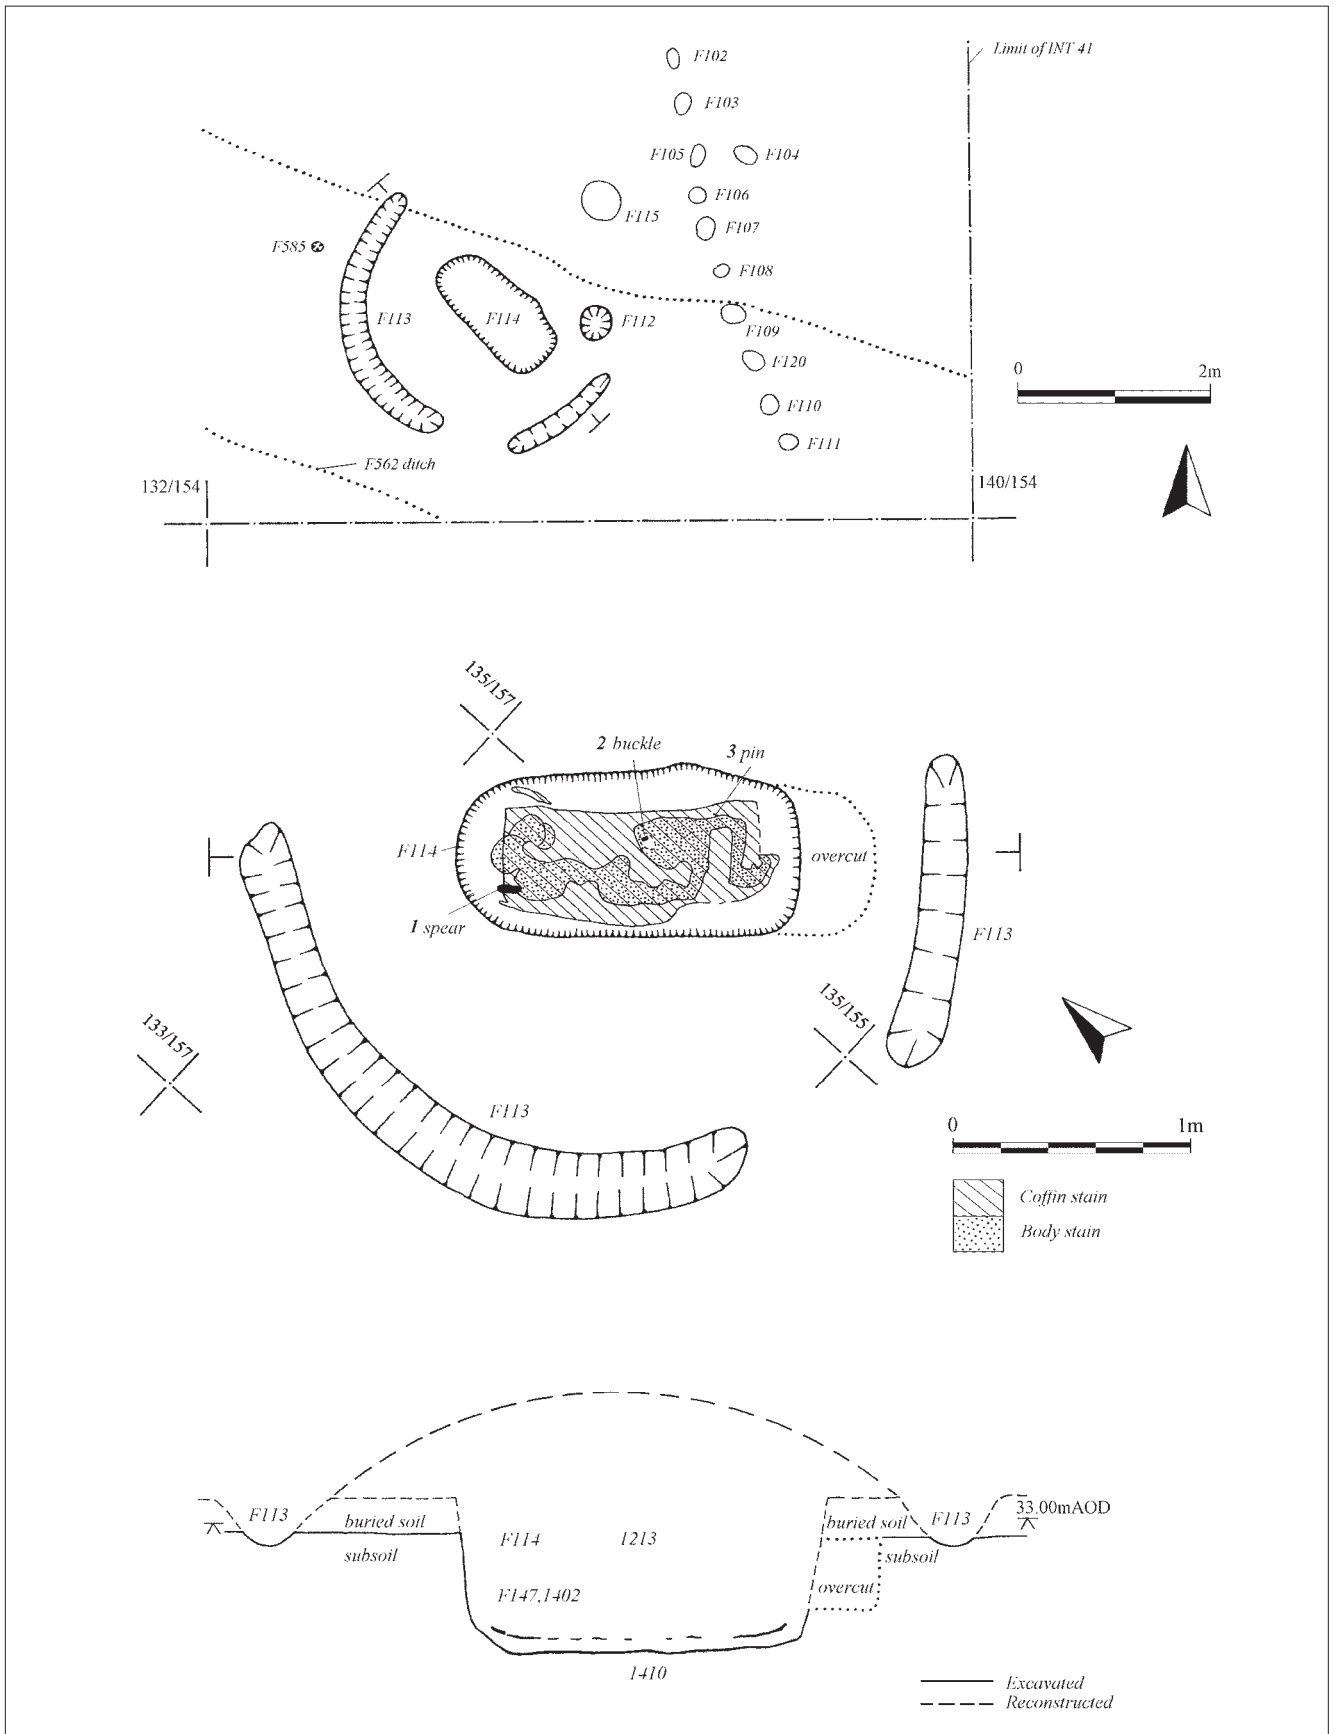 F102
Limit of INT 41
F103
F105
F104
F115
F106
F107
F585
F108
F113
F114
F112
F109
F120
0
2m
F110
F111
F562 ditch
132/154
140/154
135/157
2 buckle
3 pin
F114
overcut
1 spear
F113
135/155
133/157
F113
0
1m
Coffin stain
Body stain
F113
buried soil
buried soil
F113
33.00mAOD
F114
1213
subsoil
subsoil
F147,1402
overcut
1410
Excavated
Reconstructed